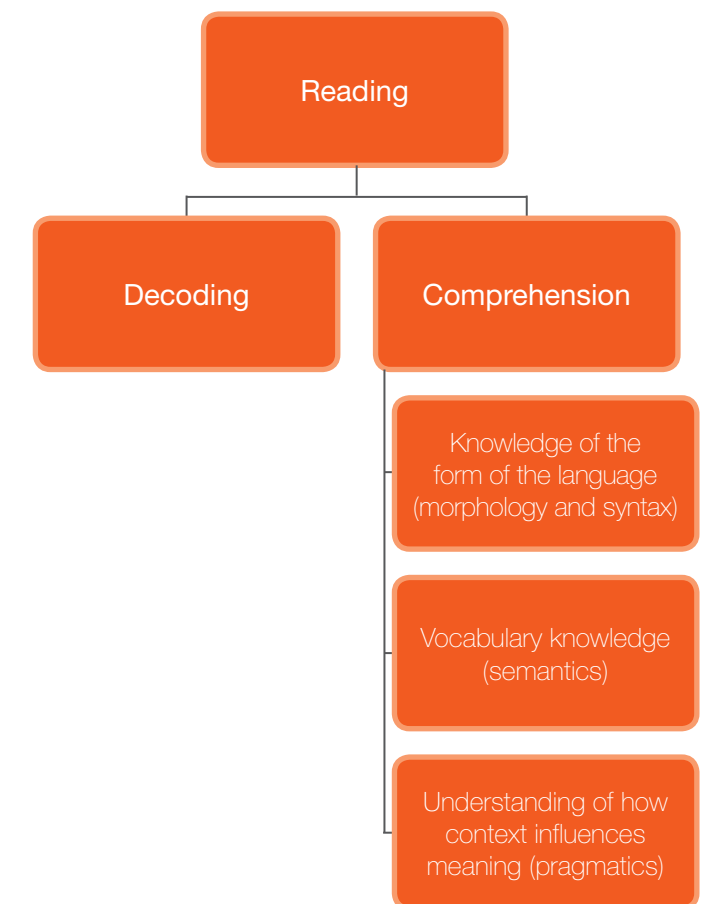 Reading
Decoding
Comprehension
Knowledge of the
form of the language
(morphology and syntax)
Vocabulary knowledge
(semantics)
Understanding of how
context influences
meaning (pragmatics)